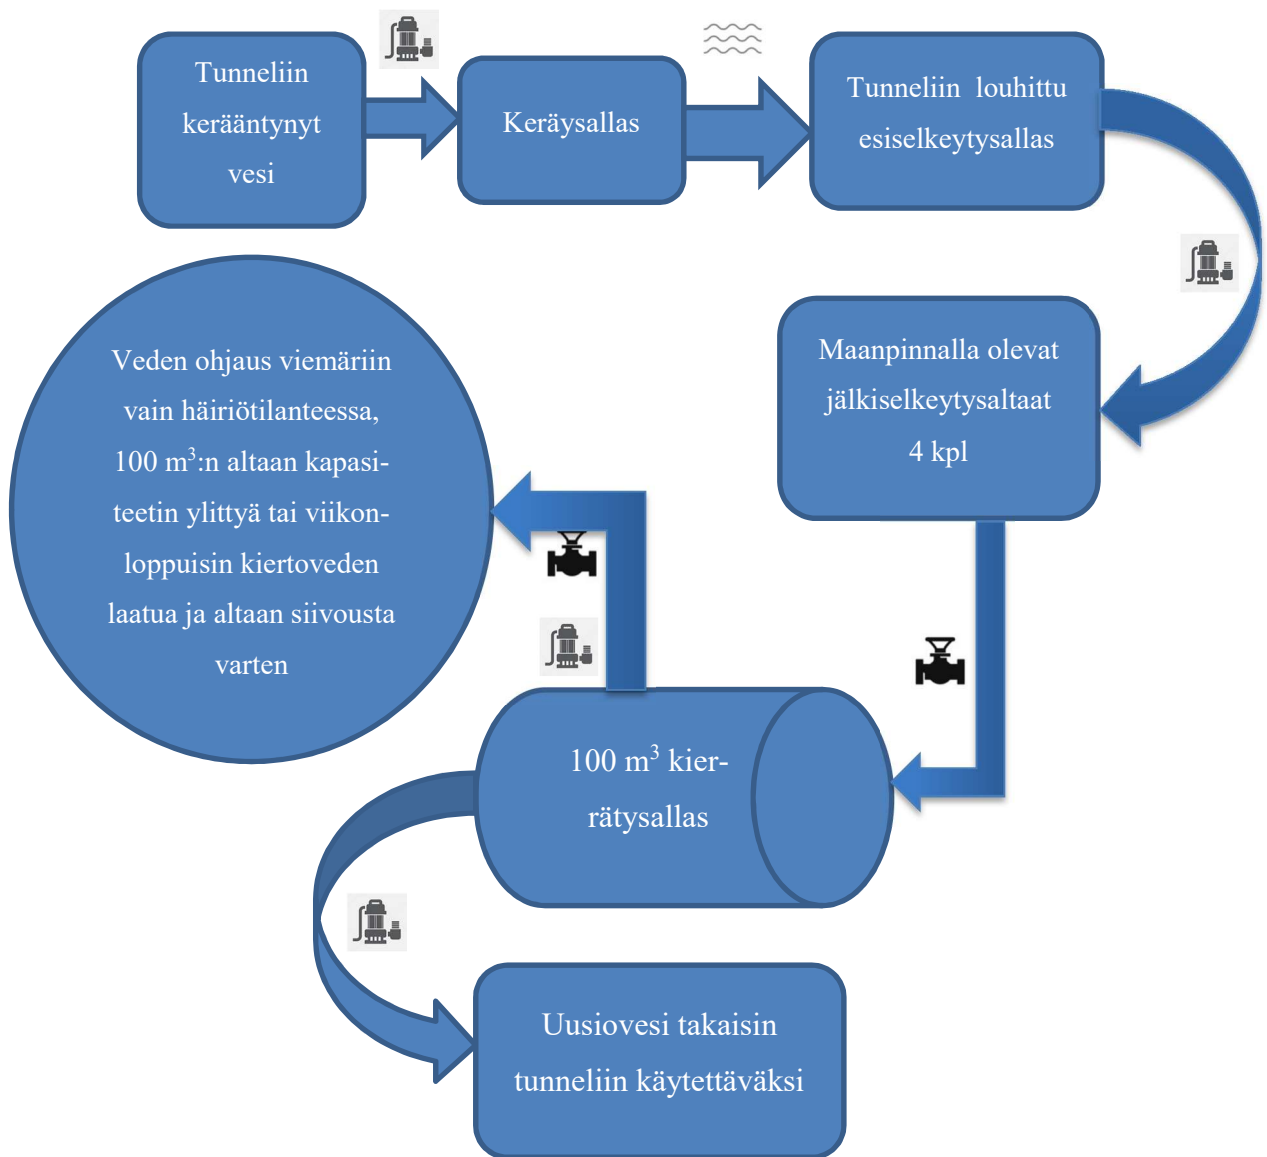 Tunneliin
kerääntynyt
vesi
Keräysallas
Tunneliin louhittu
esiselkeytysallas
Maanpinnalla olevat
jälkiselkeytysaltaat
4 kpl
Veden ohjaus viemäriin
vain häiriötilanteessa,
100 m³:n altaan kapasi-
teetin ylittyä tai viikon-
loppuisin kiertoveden
laatua ja altaan siivousta
varten
100 m³ kier-
rätysallas
Uusiovesi takaisin
tunneliin käytettäväksi